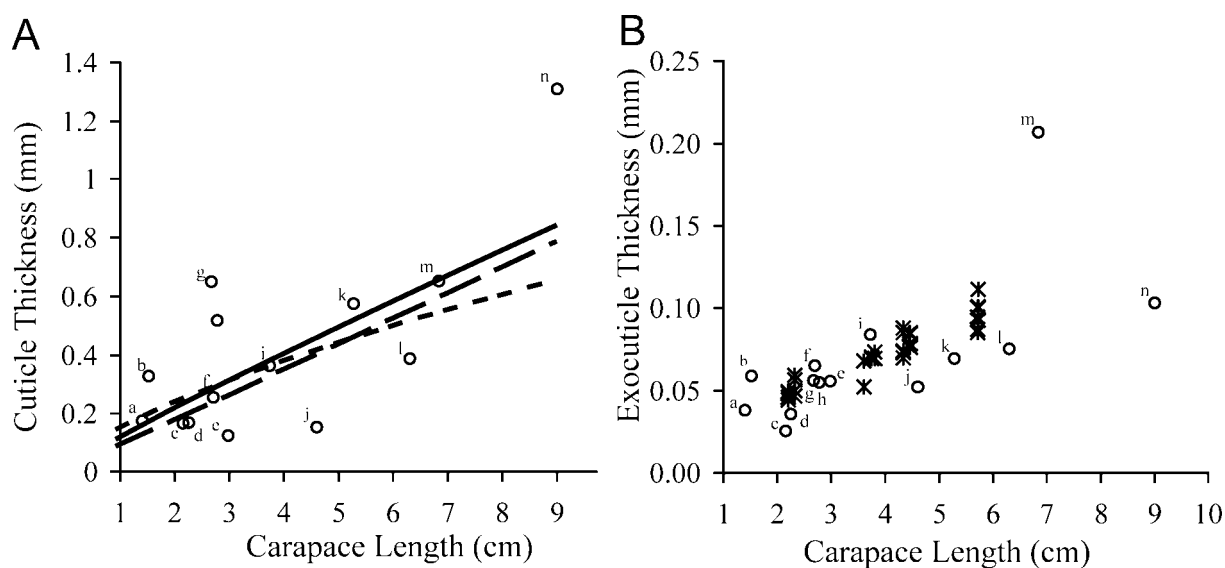 A
Cuticle Thickness (mm)
1.4
1.2
1
0.8
0.6
0.4
0.2
0
n
g
m
k
b
j
l
f
a
c
d
e
j
1 2 3 4 5 6 7 8 9
Carapace Length (cm)
B
Exocuticle Thickness (mm)
0.25
0.20
0.15
0.10
0.05
0.00
m
n
i
l
f
k
b
e
j
g
h
a
d
c
1 2 3 4 5 6 7 8 9 10
Carapace Length (cm)